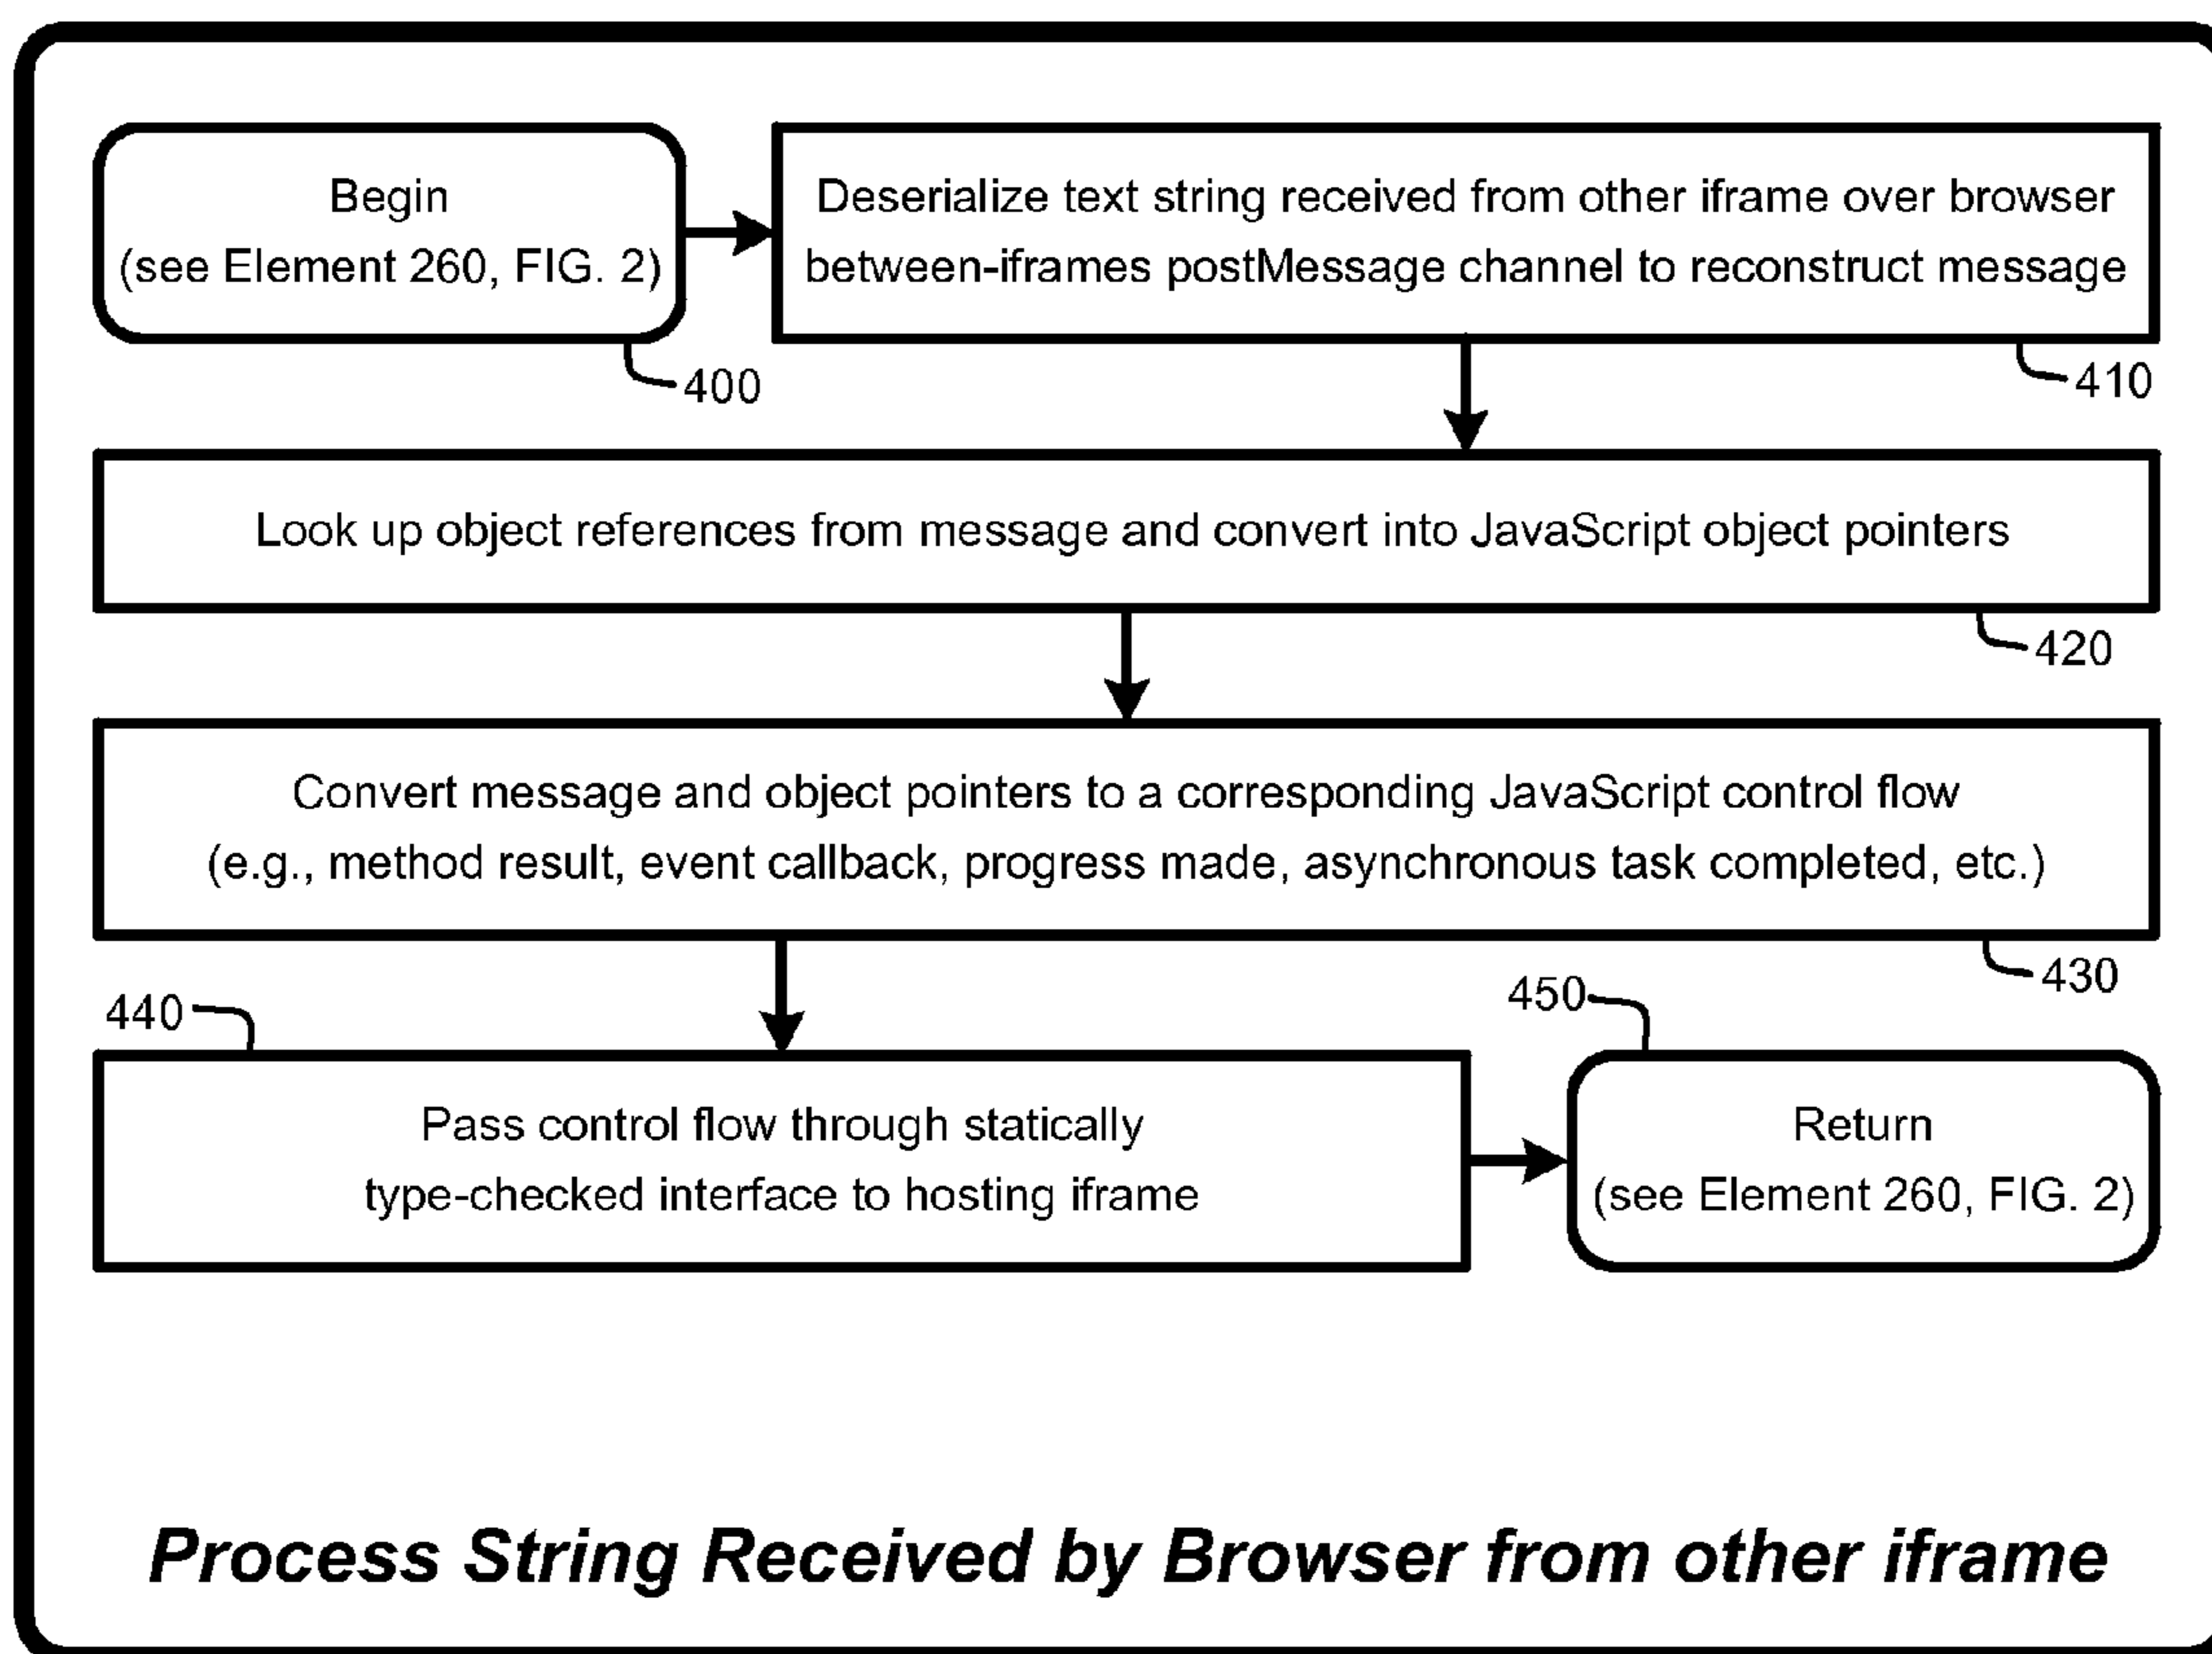 Begin
(see Element 260, FIG. 2)
400
Deserialize text string received from other iframe over browser
between-iframes postMessage channel to reconstruct message
410
Look up object references from message and convert into JavaScript object pointers
420
Convert message and object pointers to a corresponding JavaScript control flow
(e.g., method result, event callback, progress made, asynchronous task completed, etc.)
430
440
Pass control flow through statically
type-checked interface to hosting iframe
450
Return
(see Element 260, FIG. 2)
Process String Received by Browser from other iframe